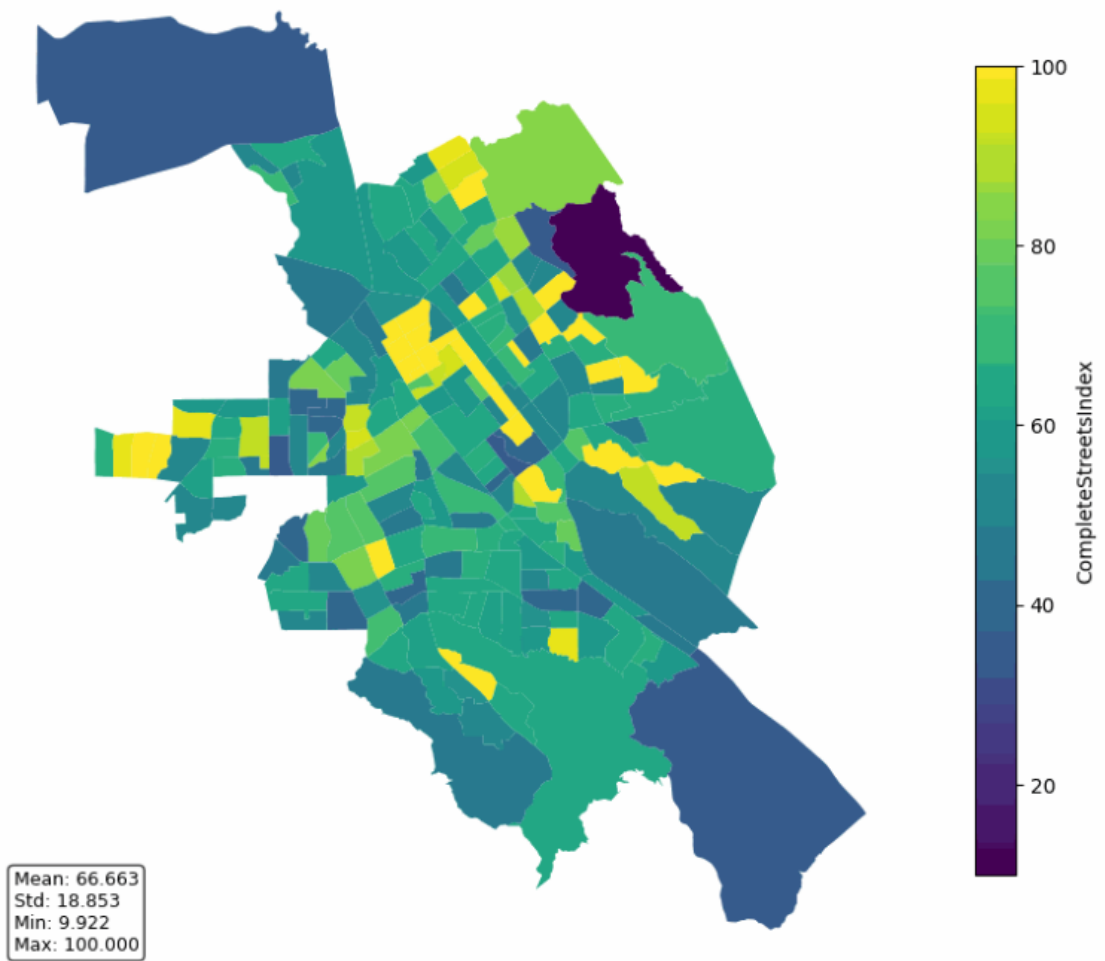 100
80
60
40
20
CompleteStreetsIndex
Mean: 66.663
Std: 18.853
Min: 9.922
Max: 100.000